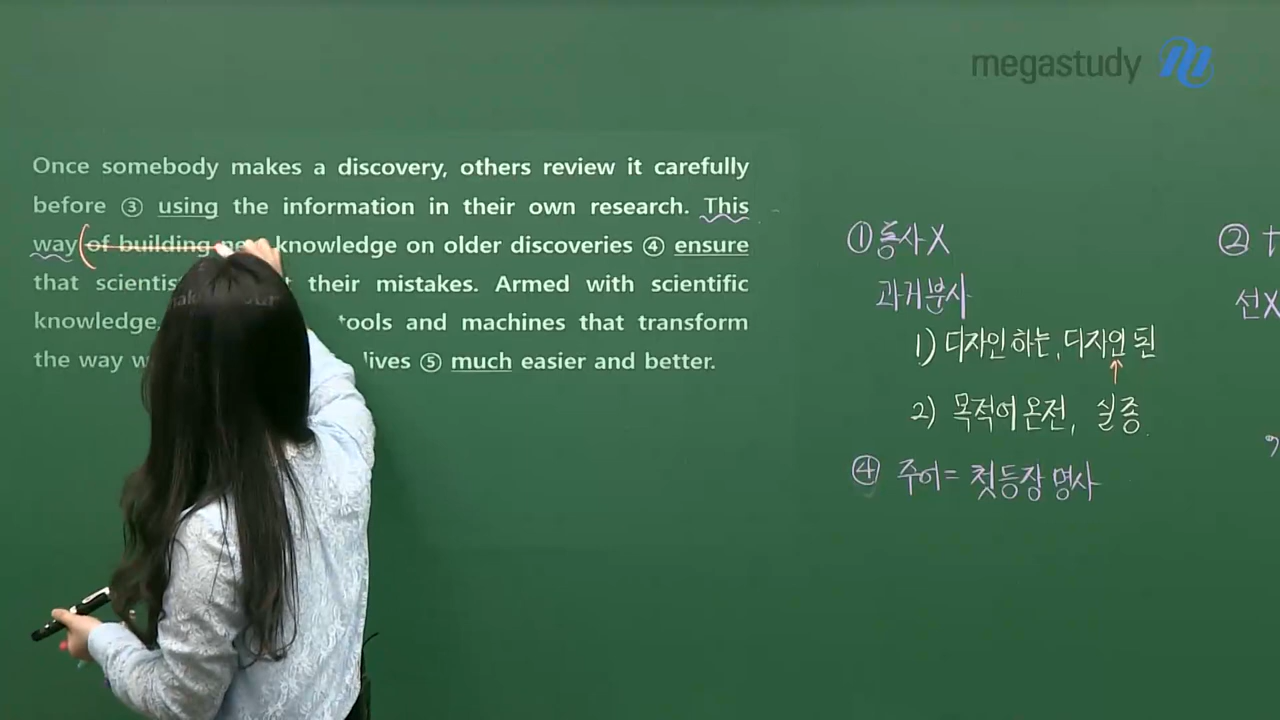 megastudy
Once somebody makes a discovery, others review it carefully
before ③ using the information in their own research. This
way (of building new knowledge on older discoveries ④ ensure
that scientis their mistakes. Armed with scientific
knowledge, tools and machines that transform
the way w lives ⑤ much easier and better.
① 동사X
과거분사
1) 디자인 하는, 디자인 된
↑
2) 목적어 온전, 실종
④ 주어 = 첫등장 명사
②
선X